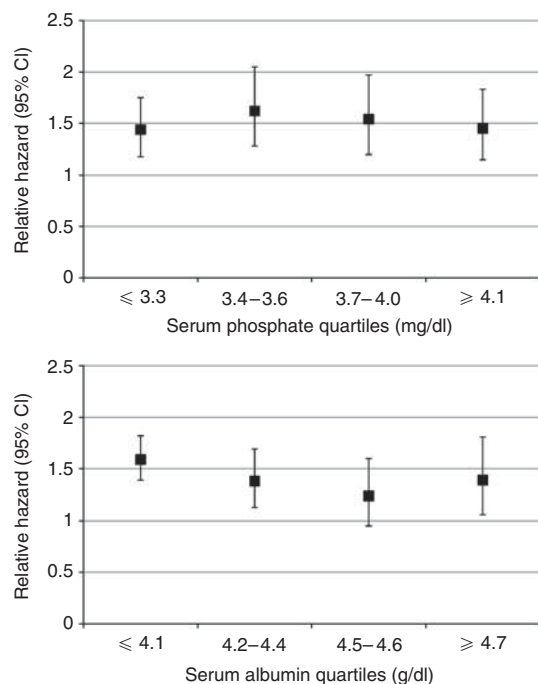 Relative hazard (95% CI)
2.5
2
1.5
1
0.5
0
⩽ 3.3 3.4–3.6 3.7–4.0 ⩾ 4.1
Serum phosphate quartiles (mg/dl)
Relative hazard (95% CI)
2.5
2
1.5
1
0.5
0
⩽ 4.1 4.2–4.4 4.5–4.6 ⩾ 4.7
Serum albumin quartiles (g/dl)